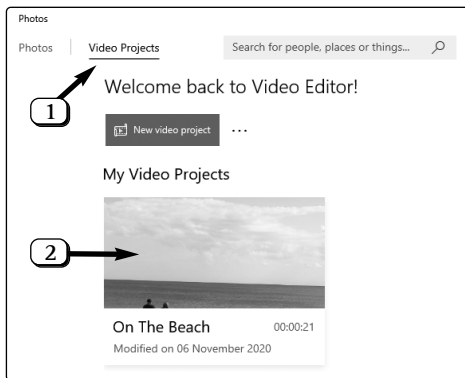 Photos
Photos Video Projects Search for people, places or things...
1
Welcome back to Video Editor!
New video project ...
My Video Projects
2
On The Beach 00:00:21
Modified on 06 November 2020